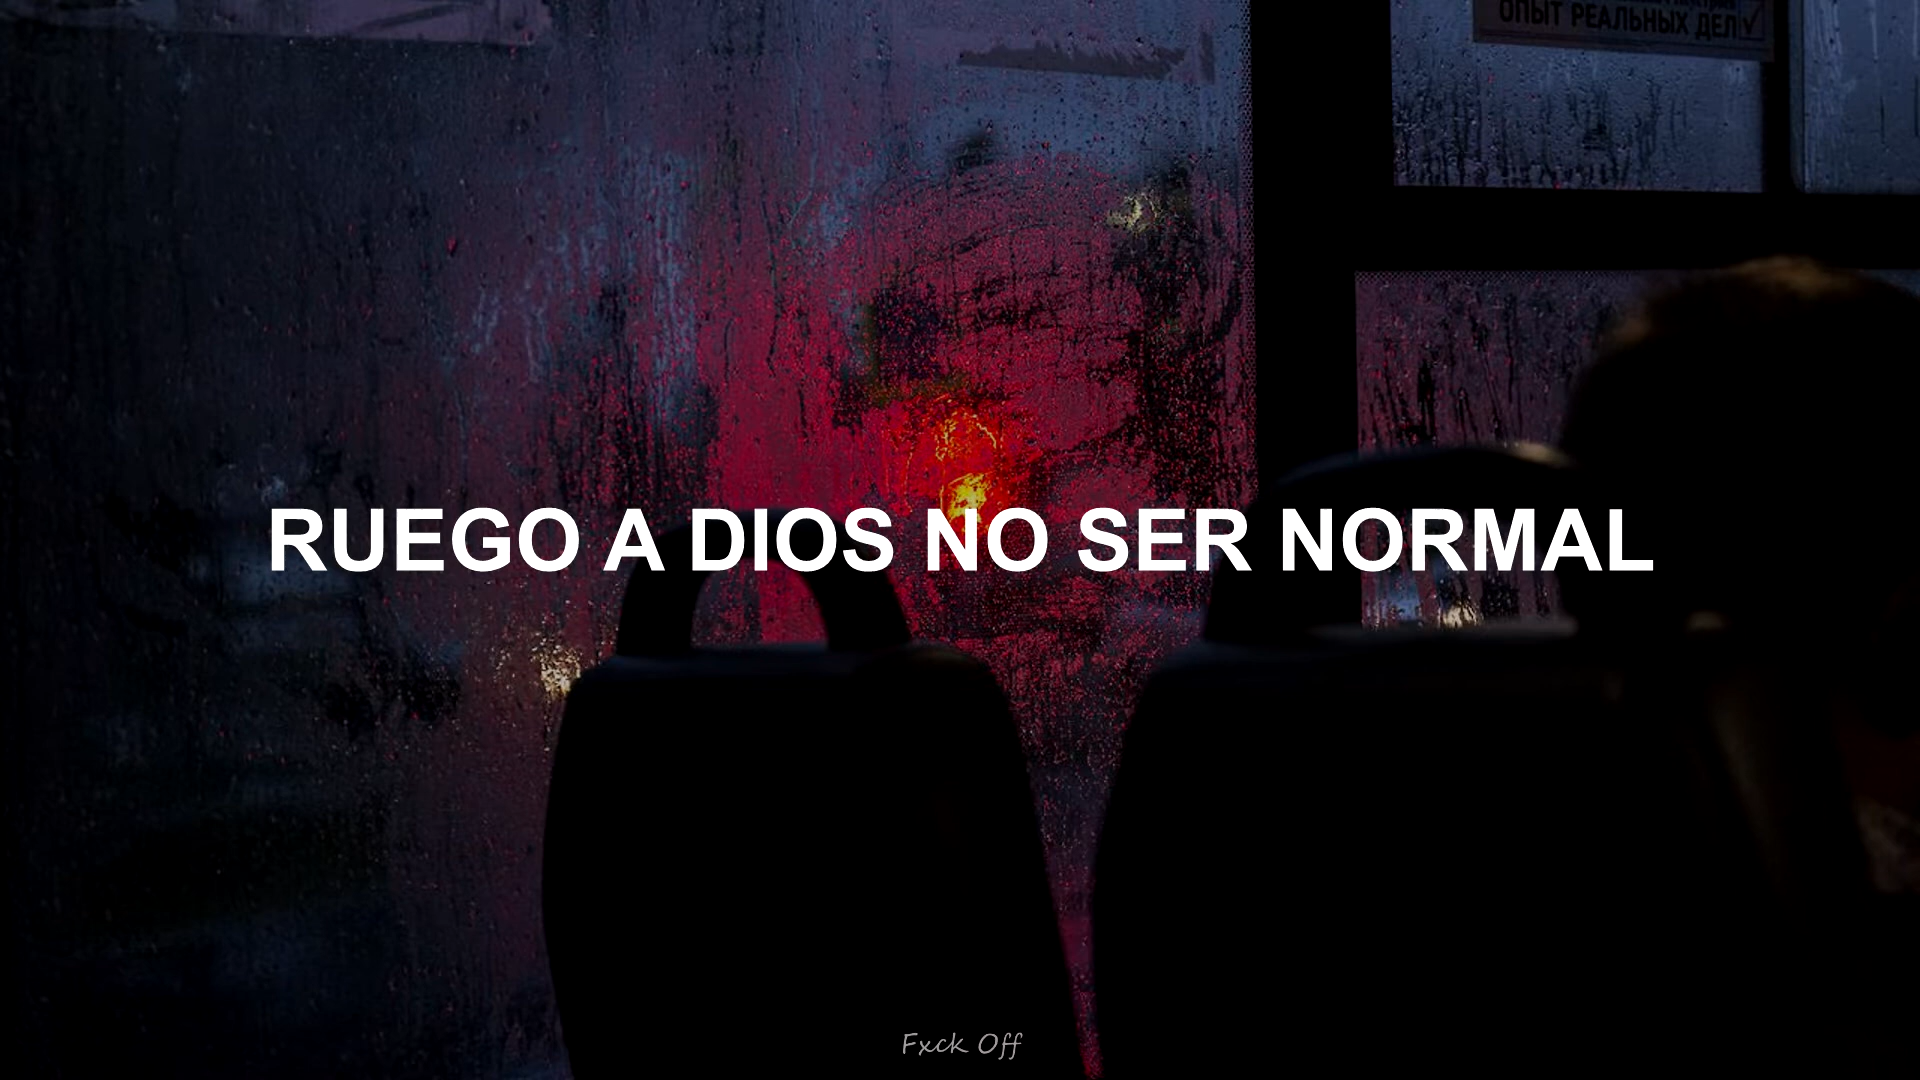 ОПЫТ РЕАЛЬНЫХ ДЕЛ
RUEGO A DIOS NO SER NORMAL
Fxck Off